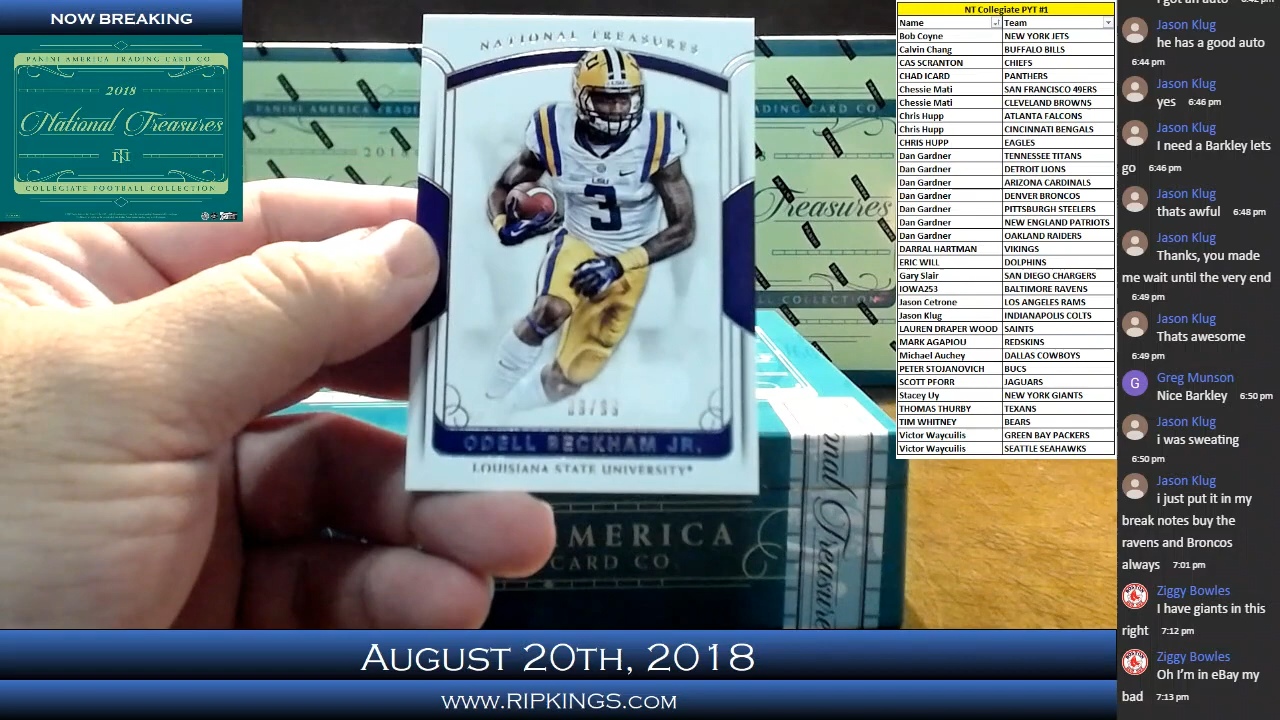 NOW BREAKING
PANINI AMERICA TRADING CARD CO
2018
National Treasures
COLLEGIATE FOOTBALL COLLECTION
NATIONAL TREASURES
LSU
3
ODELL BECKHAM JR.
LOUISIANA STATE UNIVERSITY®
PANINI AMERICA TRADI
2018
ADING CARD CO
Treasures
LL COLLECTION
MERICA
CARD CO
nal Treasure
NT Collegiate PYT #1
Name Team
Bob Coyne NEW YORK JETS
Calvin Chang BUFFALO BILLS
CAS SCRANTON CHIEFS
CHAD ICARD PANTHERS
Chessie Mati SAN FRANCISCO 49ERS
Chessie Mati CLEVELAND BROWNS
Chris Hupp ATLANTA FALCONS
Chris Hupp CINCINNATI BENGALS
CHRIS HUPP EAGLES
Dan Gardner TENNESSEE TITANS
Dan Gardner DETROIT LIONS
Dan Gardner ARIZONA CARDINALS
Dan Gardner DENVER BRONCOS
Dan Gardner PITTSBURGH STEELERS
Dan Gardner NEW ENGLAND PATRIOTS
Dan Gardner OAKLAND RAIDERS
DARRAL HARTMAN VIKINGS
ERIC WILL DOLPHINS
Gary Slair SAN DIEGO CHARGERS
IOWA253 BALTIMORE RAVENS
Jason Cetrone LOS ANGELES RAMS
Jason Klug INDIANAPOLIS COLTS
LAUREN DRAPER WOOD SAINTS
MARK AGAPIOU REDSKINS
Michael Auchey DALLAS COWBOYS
PETER STOJANOVICH BUCS
SCOTT PFORR JAGUARS
Stacey Uy NEW YORK GIANTS
THOMAS THURBY TEXANS
TIM WHITNEY BEARS
Victor Waycuilis GREEN BAY PACKERS
Victor Waycuilis SEATTLE SEAHAWKS
Jason Klug
he has a good auto
6:44 pm
Jason Klug
yes 6:46 pm
Jason Klug
I need a Barkley lets
go 6:46 pm
Jason Klug
thats awful 6:48 pm
Jason Klug
Thanks, you made
me wait until the very end
6:49 pm
Jason Klug
Thats awesome
6:49 pm
G Greg Munson
Nice Barkley 6:50 pm
Jason Klug
i was sweating
6:50 pm
Jason Klug
i just put it in my
break notes buy the
ravens and Broncos
always 7:01 pm
Ziggy Bowles
I have giants in this
right 7:12 pm
Ziggy Bowles
Oh I'm in eBay my
bad 7:13 pm
AUGUST 20TH, 2018
WWW.RIPKINGS.COM